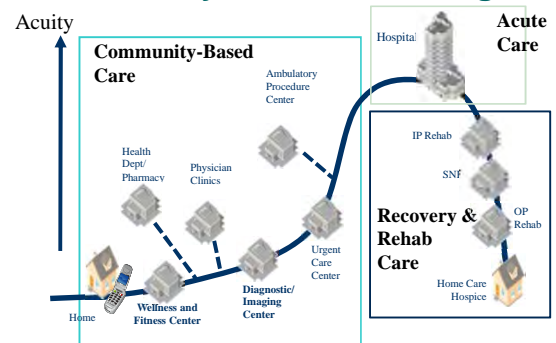 Acuity
Community-Based
Care
Hospital
Acute
Care
Ambulatory
Procedure
Center
Health
Dept/
Pharmacy
Physician
Clinics
IP Rehab
SNF
Recovery &
Rehab
Care
OP
Rehab
Urgent
Care
Center
Home
Wellness and
Fitness Center
Diagnostic/
Imaging
Center
Home Care
Hospice